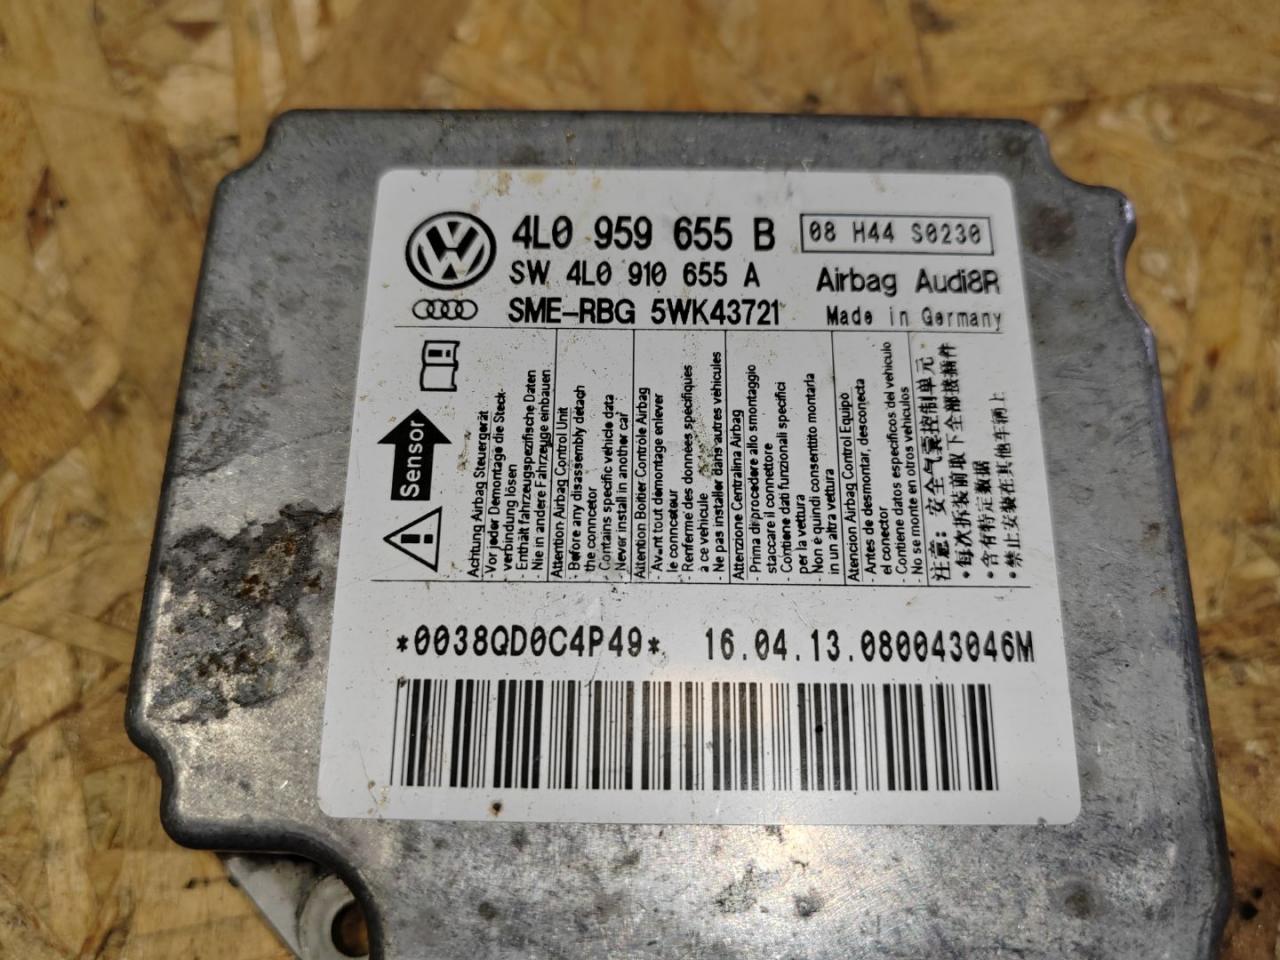 4L0 959 655 B
08 H44 S0230
SW 4L0 910 655 A
Airbag Audi8R
SME-RBG 5WK43721
Made in Germany
Sensor
Achtung Airbag Steuergerät
- Vor jeder Demontage die Steck-
verbindung lösen
- Enthält fahrzeugspezifische Daten
- Nie in andere Fahrzeuge einbauen
Attention Airbag Control Unit
- Before any disassembly detach
the conncetor
- Contains specific vehicle data
Never install in another car
Attention Boîtier Controle Airbag
- Avant tout démontage enlever
le connceteur
- Renferme des données spécifiques
à ce véhicule
- Ne pas installer dans autres véhicules
Attenzione Centralina Airbag
- Prima di procedere allo smontaggio
staccare il connettore
- Contiene dati funzionali specifici
per la vettura
- Non è quindi consentito montarla
in un altra vettura
Atencion Airbag Control Equipo
- Antes de desmontar, desconecta
el conector
- Contiene datos especificos del vehiculo
- No se monte en otros vehiculos
注意: 安全气囊控制单元
• 每次拆装前取下全部接插件
• 含有特定数据
• 禁止安装在其他车辆上
*0038QD0C4P49* 16.04.13.080043046M